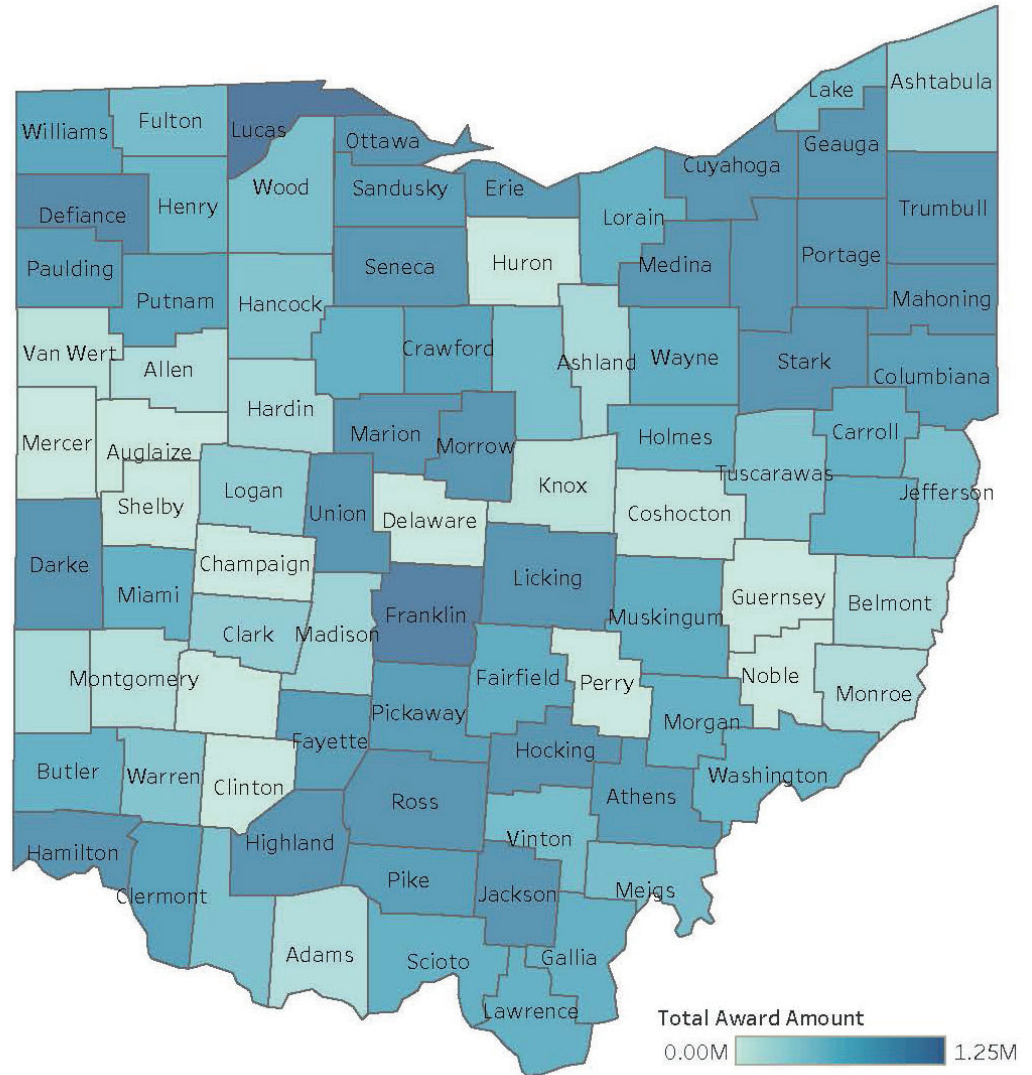 Ashtabula
Lake
Williams
Fulton
Lucas
Ottawa
Geauga
Cuyahoga
Wood
Sandusky
Erie
Defiance
Henry
Lorain
Trumbull
Paulding
Seneca
Huron
Medina
Portage
Putnam
Hancock
Mahoning
Van Wert
Allen
Crawford
Ashland
Wayne
Stark
Columbiana
Hardin
Mercer
Auglaize
Marion
Morrow
Holmes
Carroll
Tuscarawas
Logan
Knox
Jefferson
Shelby
Union
Delaware
Coshocton
Darke
Champaign
Licking
Miami
Franklin
Muskingum
Guernsey
Belmont
Clark
Madison
Montgomery
Fairfield
Perry
Noble
Monroe
Pickaway
Morgan
Fayette
Hocking
Butler
Warren
Clinton
Washington
Ross
Athens
Hamilton
Highland
Vinton
Clermont
Pike
Jackson
Meigs
Adams
Scioto
Gallia
Lawrence
Total Award Amount
0.00M
1.25M